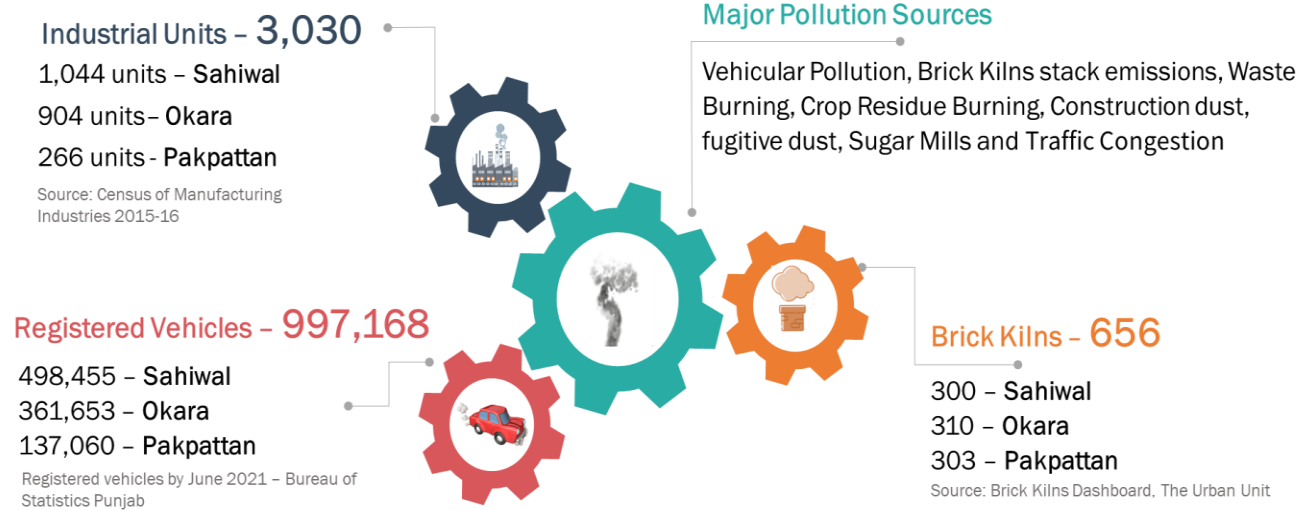 Industrial Units – 3,030
1,044 units – Sahiwal
904 units– Okara
266 units - Pakpattan
Source: Census of Manufacturing
Industries 2015-16
Major Pollution Sources
Vehicular Pollution, Brick Kilns stack emissions, Waste
Burning, Crop Residue Burning, Construction dust,
fugitive dust, Sugar Mills and Traffic Congestion
Registered Vehicles – 997,168
498,455 – Sahiwal
361,653 – Okara
137,060 – Pakpattan
Registered vehicles by June 2021 – Bureau of
Statistics Punjab
Brick Kilns – 656
300 – Sahiwal
310 – Okara
303 – Pakpattan
Source: Brick Kilns Dashboard, The Urban Unit